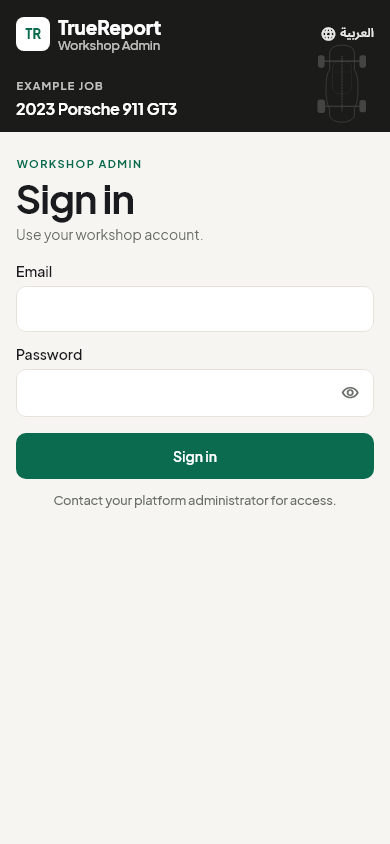 TR
TrueReport
Workshop Admin
العربية
EXAMPLE JOB
2023 Porsche 911 GT3
WORKSHOP ADMIN
Sign in
Use your workshop account.
Email
Password
Sign in
Contact your platform administrator for access.